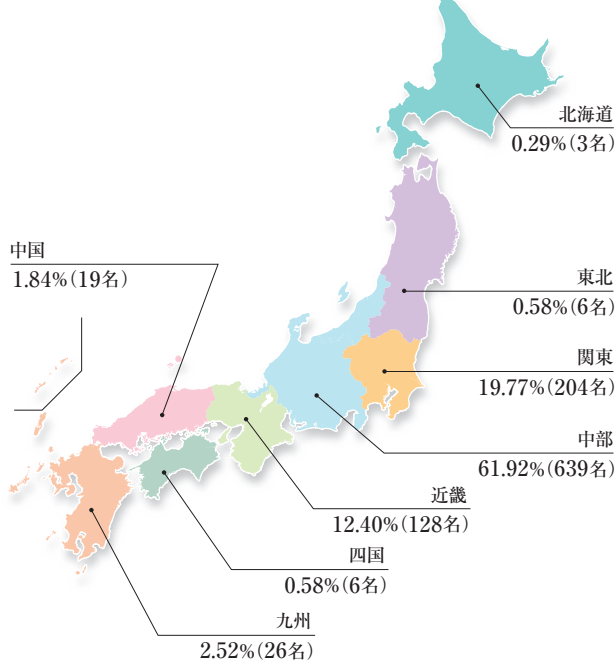 北海道
0.29%(3名)
中国
1.84%(19名)
東北
0.58%(6名)
関東
19.77%(204名)
中部
61.92%(639名)
近畿
12.40%(128名)
四国
0.58%(6名)
九州
2.52%(26名)